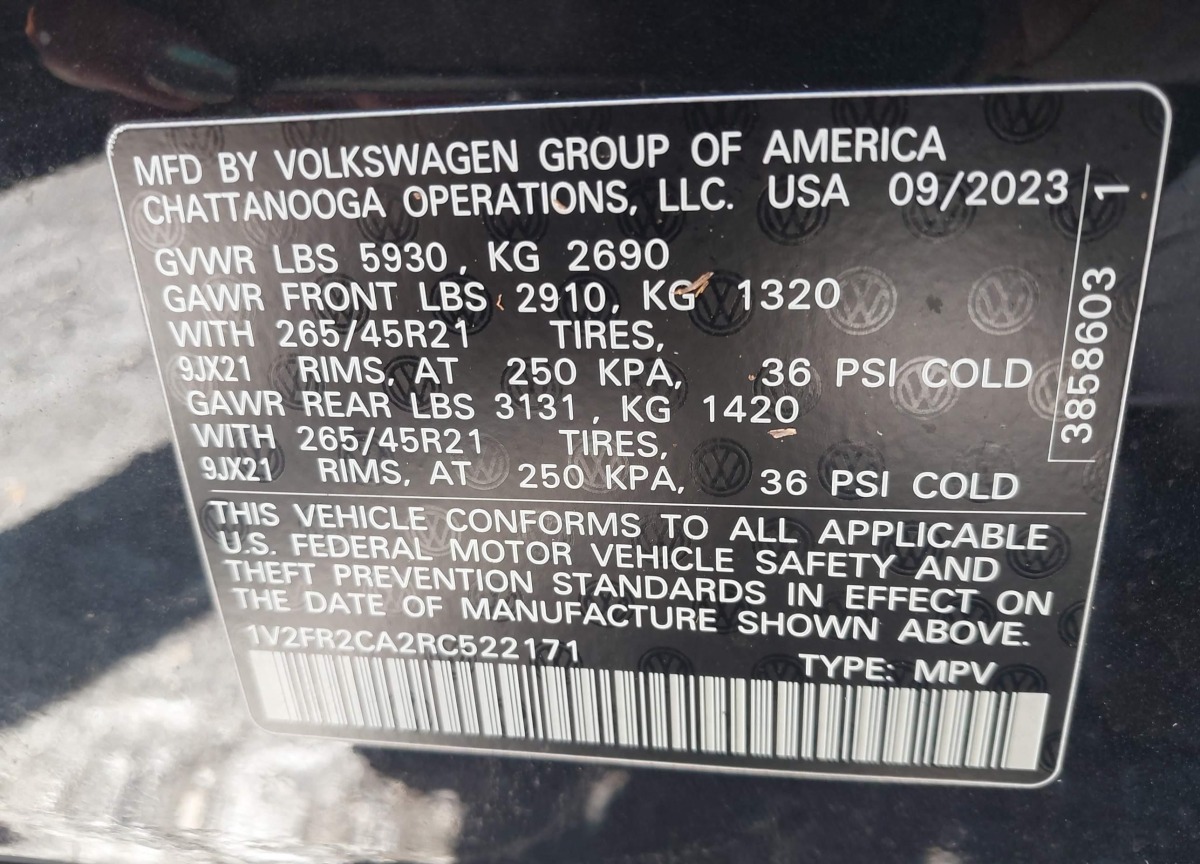 MFD BY VOLKSWAGEN GROUP OF AMERICA
CHATTANOOGA OPERATIONS, LLC. USA 09/2023
GVWR LBS 5930, KG 2690
GAWR FRONT LBS 2910, KG 1320
WITH 265/45R21 TIRES,
9JX21 RIMS, AT 250 KPA, 36 PSI COLD
GAWR REAR LBS 3131, KG 1420
WITH 265/45R21 TIRES,
9JX21 RIMS, AT 250 KPA, 36 PSI COLD
THIS VEHICLE CONFORMS TO ALL APPLICABLE
U.S. FEDERAL MOTOR VEHICLE SAFETY AND
THEFT PREVENTION STANDARDS IN EFFECT ON
THE DATE OF MANUFACTURE SHOWN ABOVE.
1V2FR2CA2RC522171
TYPE: MPV
3858603 1